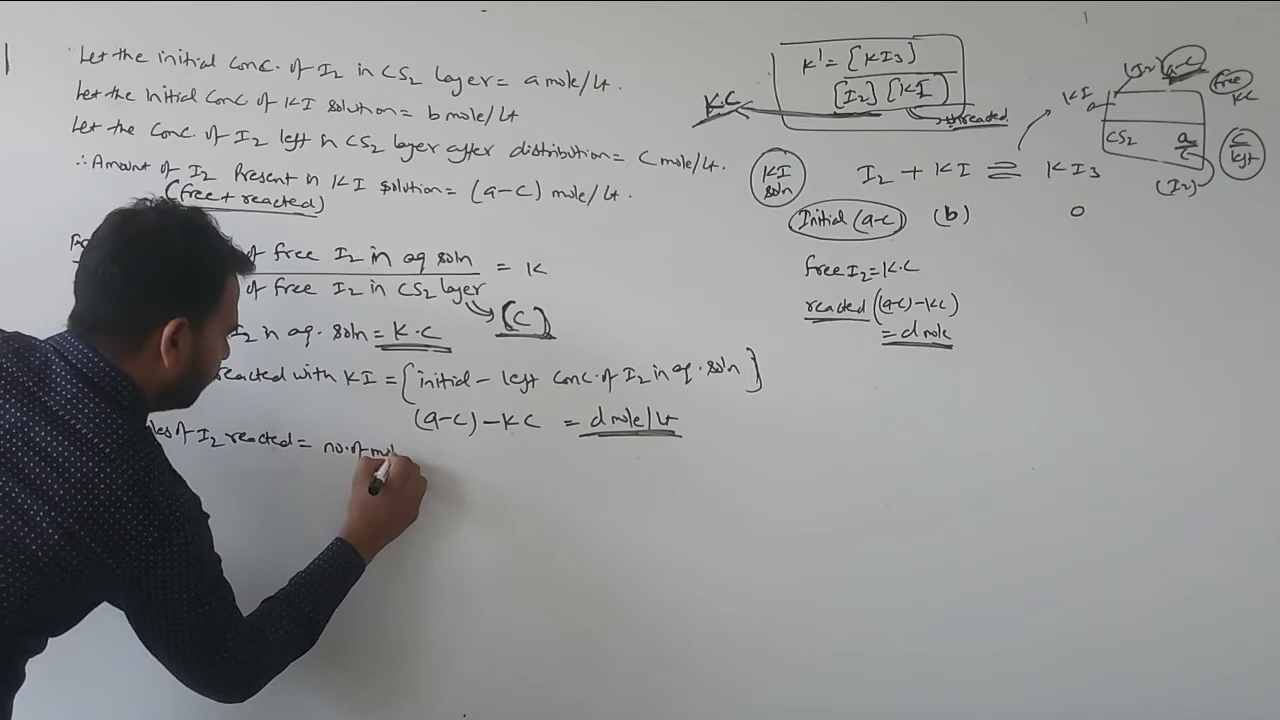 Let the initial conc. of I2 in CS2 layer = a mole/Lt.
Let the initial conc of KI solution = b mole/Lt
Let the conc. of I2 left in CS2 layer after distribution = C mole/Lt.
∴ Amount of I2 Present in KI solution = (a-c) mole/Lt.
(free + reacted)
of free I2 in aq soln = K
of free I2 in CS2 layer
(C)
I2 in aq. soln = K.C
reacted with KI = [initial - left conc. of I2 in aq. soln]
(a-c) - KC = d mole/Lt
of I2 reacted = no. of mol
K' = [KI3]
[I2] [KI]
K.C
unreacted
KI soln
I2 + KI ⇌ KI3
Initial (a-c) (b) 0
free I2 = K.C
reacted (a-c) - KC)
= d mole
(I2) a-c
free
KC
KI
CS2
a
c
C
left
(I2)